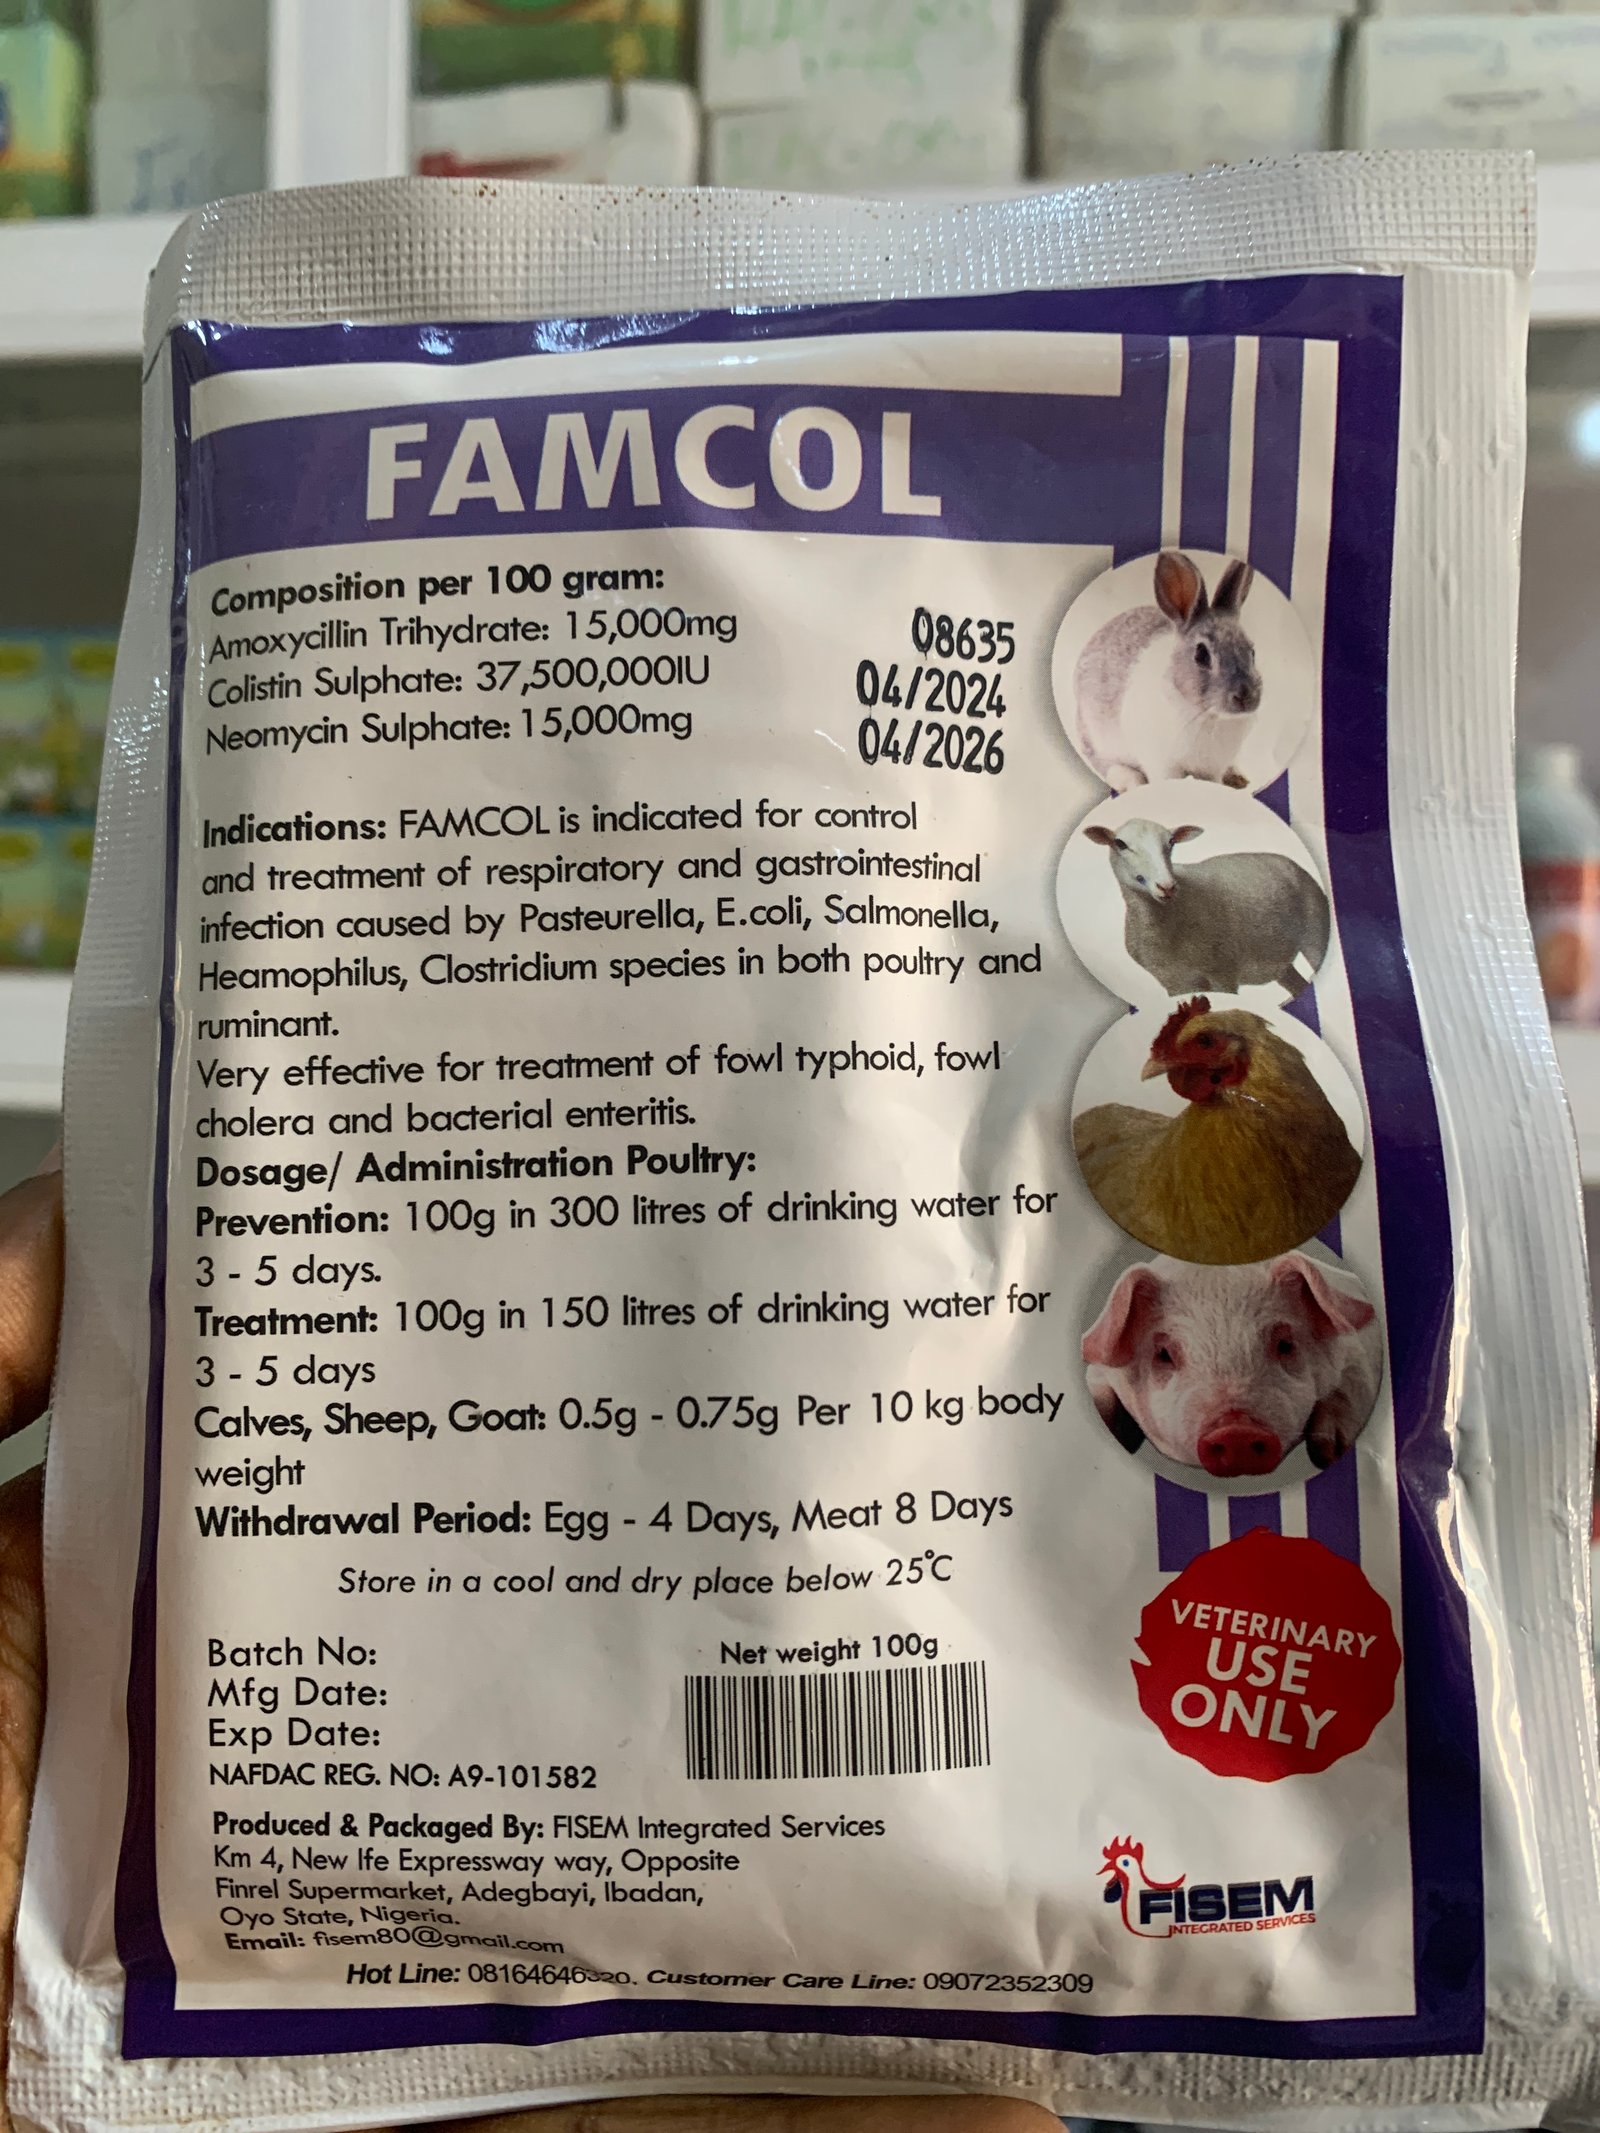 FAMCOL
Composition per 100 gram:
Amoxycillin Trihydrate: 15,000mg
Colistin Sulphate: 37,500,000IU
Neomycin Sulphate: 15,000mg
08635
04/2024
04/2026
Indications: FAMCOL is indicated for control
and treatment of respiratory and gastrointestinal
infection caused by Pasteurella, E.coli, Salmonella,
Heamophilus, Clostridium species in both poultry and
ruminant.
Very effective for treatment of fowl typhoid, fowl
cholera and bacterial enteritis.
Dosage/ Administration Poultry:
Prevention: 100g in 300 litres of drinking water for
3 - 5 days.
Treatment: 100g in 150 litres of drinking water for
3 - 5 days
Calves, Sheep, Goat: 0.5g - 0.75g Per 10 kg body
weight
Withdrawal Period: Egg - 4 Days, Meat 8 Days
Store in a cool and dry place below 25°C
Batch No:
Mfg Date:
Exp Date:
NAFDAC REG. NO: A9-101582
Net weight 100g
VETERINARY
USE
ONLY
Produced & Packaged By: FISEM Integrated Services
Km 4, New Ife Expressway way, Opposite
Finrel Supermarket, Adegbayi, Ibadan,
Oyo State, Nigeria.
Email: fisem80@gmail.com
Hot Line: 08164646320, Customer Care Line: 09072352309
FISEM
INTEGRATED SERVICES